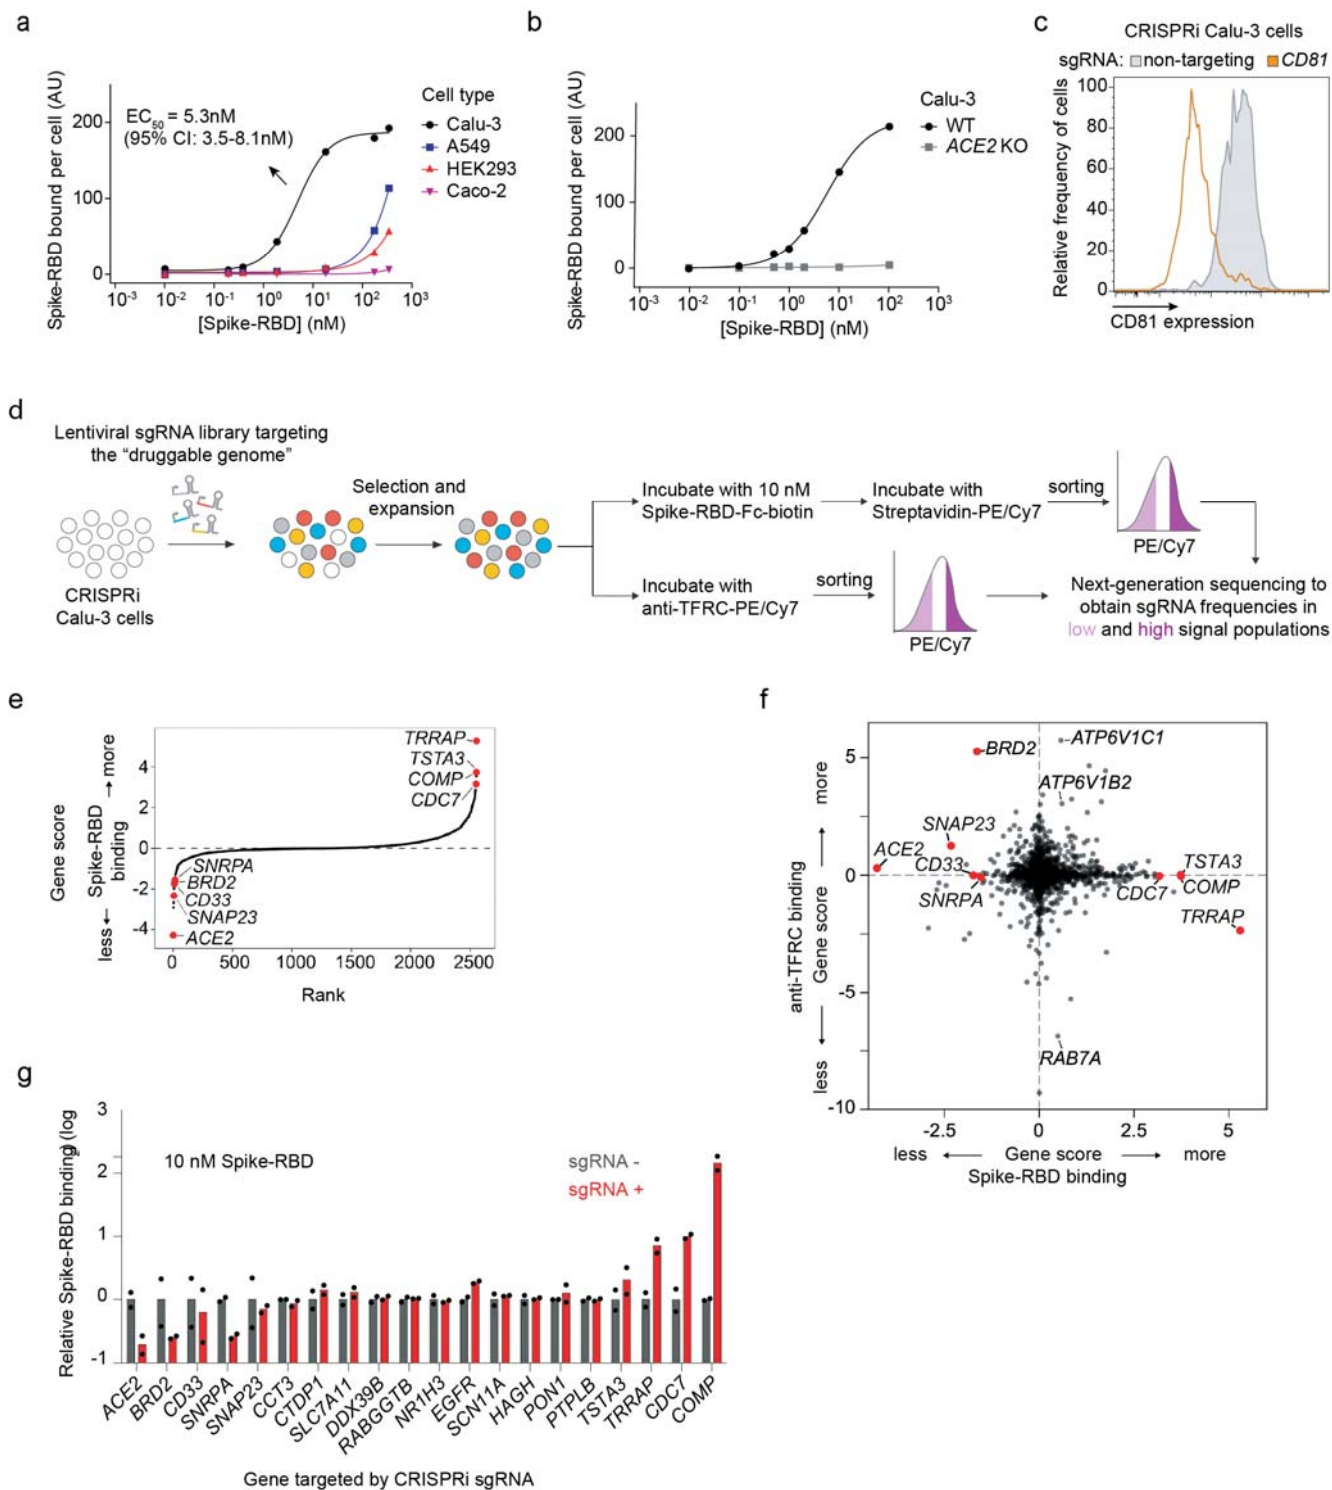 a
Spike-RBD bound per cell (AU)
200
100
0
EC50 = 5.3nM
(95% CI: 3.5-8.1nM)
10-3
10-2
10-1
100
101
102
103
[Spike-RBD] (nM)
Cell type
Calu-3
A549
HEK293
Caco-2
b
Spike-RBD bound per cell (AU)
200
100
0
10-3
10-2
10-1
100
101
102
103
[Spike-RBD] (nM)
Calu-3
WT
ACE2 KO
c
CRISPRi Calu-3 cells
sgRNA: non-targeting CD81
Relative frequency of cells
100
80
60
40
20
0
CD81 expression
d
Lentiviral sgRNA library targeting
the “druggable genome”
CRISPRi
Calu-3 cells
Selection and
expansion
Incubate with 10 nM
Spike-RBD-Fc-biotin
Incubate with
Streptavidin-PE/Cy7
sorting
PE/Cy7
Incubate with
anti-TFRC-PE/Cy7
sorting
PE/Cy7
Next-generation sequencing to
obtain sgRNA frequencies in
low and high signal populations
e
Gene score
Spike-RBD
binding
less
more
4
2
0
-2
-4
TRRAP
TSTA3
COMP
CDC7
SNRPA
BRD2
CD33
SNAP23
ACE2
0
500
1000
1500
2000
2500
Rank
f
anti-TFRC binding
Gene score
less
more
5
0
-5
-10
BRD2
ATP6V1C1
ATP6V1B2
SNAP23
ACE2
CD33
SNRPA
CDC7
TSTA3
COMP
TRRAP
RAB7A
-2.5
0
2.5
5
less
Gene score
more
Spike-RBD binding
g
Relative Spike-RBD binding (log
3
2
1
0
-1
10 nM Spike-RBD
sgRNA -
sgRNA +
ACE2
BRD2
CD33
SNRPA
SNAP23
CCT3
CTDP1
SLC7A11
DDX39B
RABGGTB
NR1H3
EGFR
SCN11A
HAGH
PON1
PTPLB
TSTA3
TRRAP
CDC7
COMP
Gene targeted by CRISPRi sgRNA